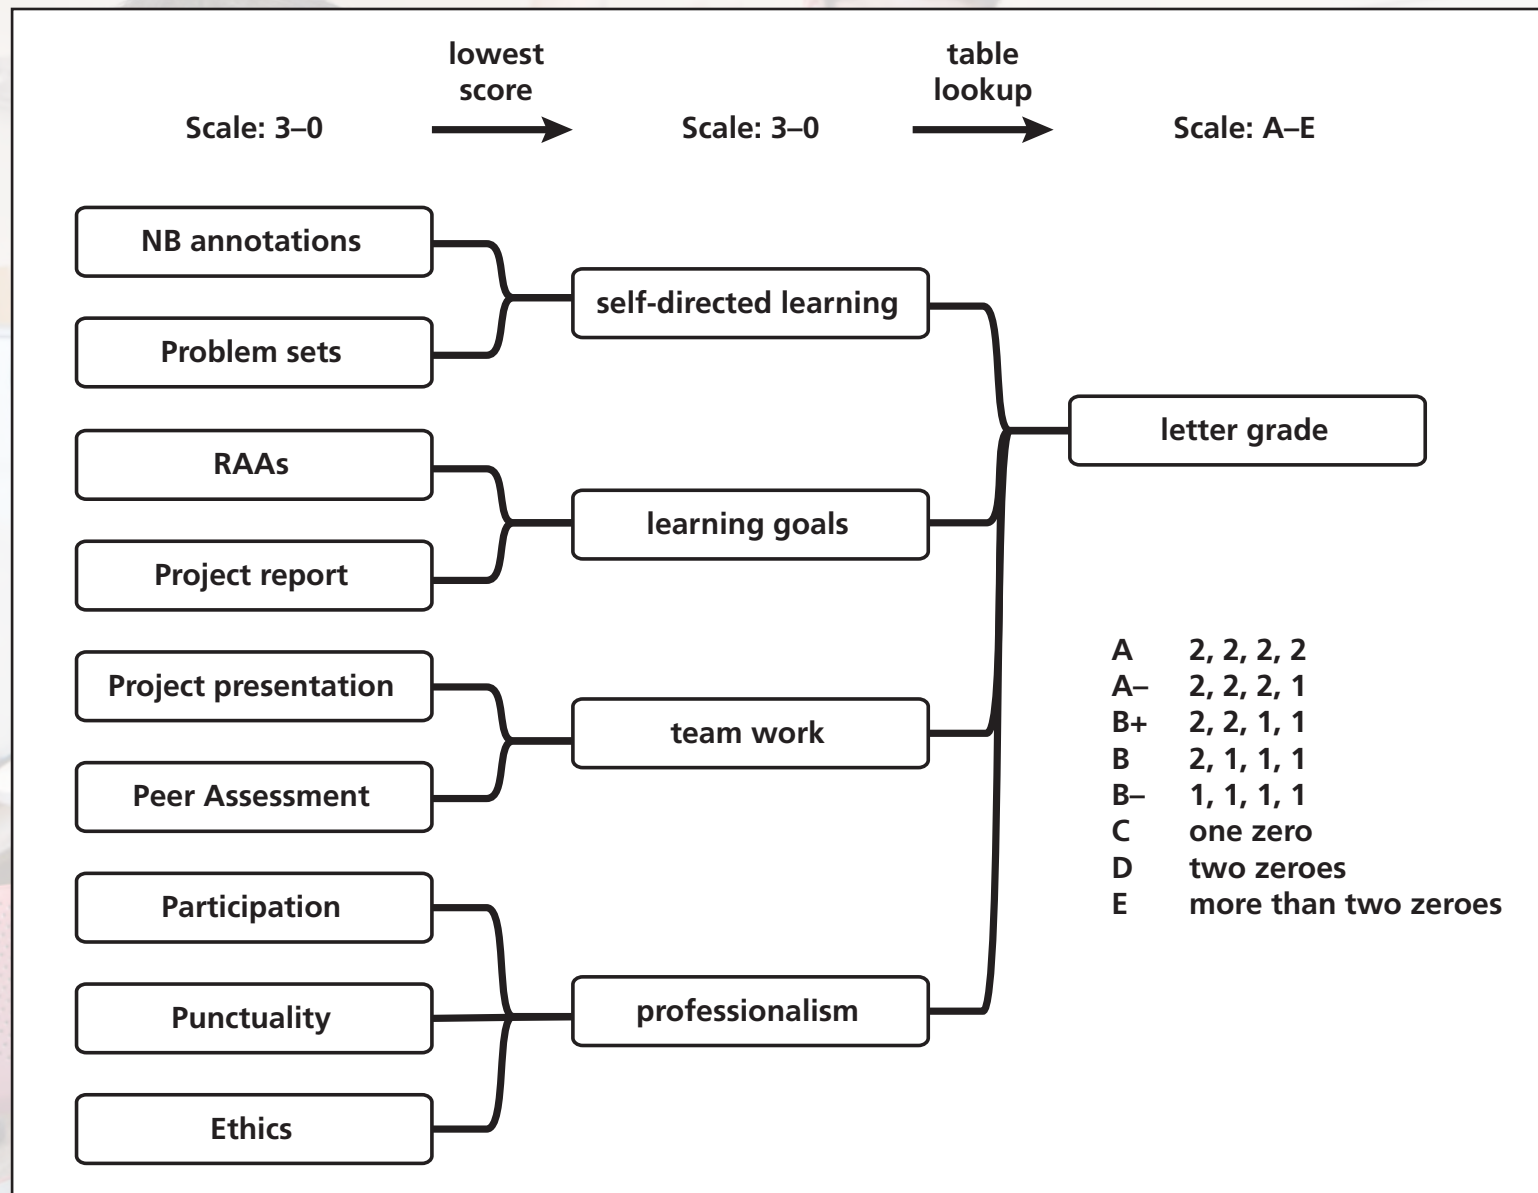 lowest
score
table
lookup
Scale: 3–0
Scale: 3–0
Scale: A–E
NB annotations
Problem sets
RAAs
Project report
Project presentation
Peer Assessment
Participation
Punctuality
Ethics
self-directed learning
learning goals
team work
professionalism
letter grade
A 2, 2, 2, 2
A– 2, 2, 2, 1
B+ 2, 2, 1, 1
B 2, 1, 1, 1
B– 1, 1, 1, 1
C one zero
D two zeroes
E more than two zeroes